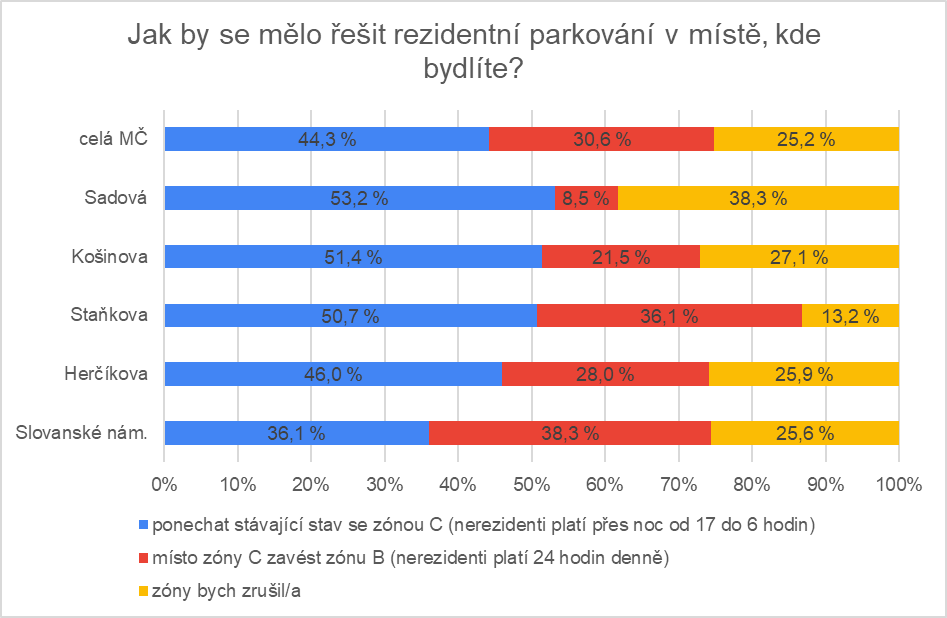 Jak by se mělo řešit rezidentní parkování v místě, kde
bydlíte?
celá MČ
44,3 %
30,6 %
25,2 %
Sadová
53,2 %
8,5 %
38,3 %
Košinova
51,4 %
21,5 %
27,1 %
Staňkova
50,7 %
36,1 %
13,2 %
Herčíkova
46,0 %
28,0 %
25,9 %
Slovanské nám.
36,1 %
38,3 %
25,6 %
0%
10%
20%
30%
40%
50%
60%
70%
80%
90%
100%
ponechat stávající stav se zónou C (nerezidenti platí přes noc od 17 do 6 hodin)
místo zóny C zavést zónu B (nerezidenti platí 24 hodin denně)
zóny bych zrušil/a